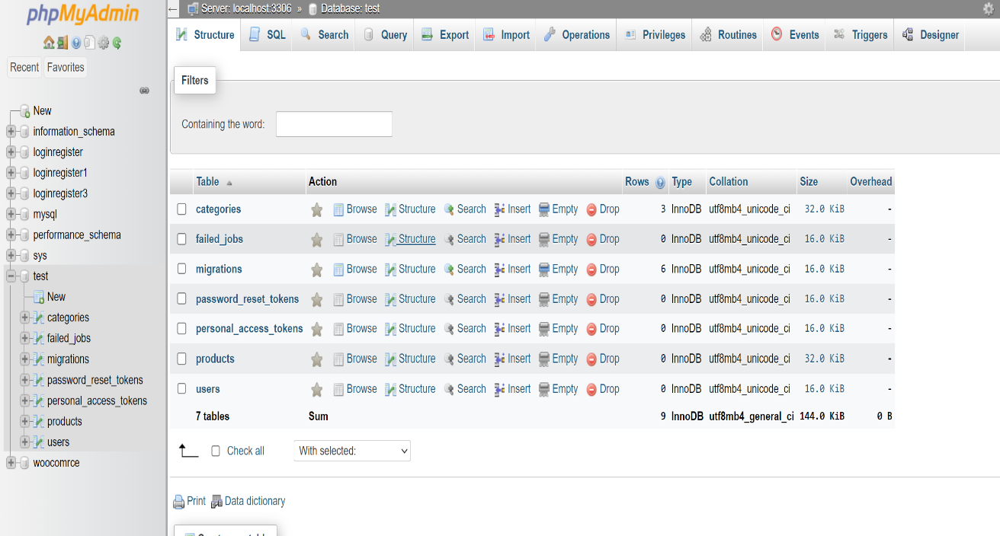 phpMyAdmin
Recent Favorites
New
information_schema
loginregister
loginregister1
loginregister3
mysql
performance_schema
sys
test
New
categories
failed_jobs
migrations
password_reset_tokens
personal_access_tokens
products
users
woocomrce
Server: localhost:3306 » Database: test
Structure SQL Search Query Export Import Operations Privileges Routines Events Triggers Designer
Filters
Containing the word:
Table Action Rows Type Collation Size Overhead
categories Browse Structure Search Insert Empty Drop 3 InnoDB utf8mb4_unicode_ci 32.0 KiB -
failed_jobs Browse Structure Search Insert Empty Drop 0 InnoDB utf8mb4_unicode_ci 16.0 KiB -
migrations Browse Structure Search Insert Empty Drop 6 InnoDB utf8mb4_unicode_ci 16.0 KiB -
password_reset_tokens Browse Structure Search Insert Empty Drop 0 InnoDB utf8mb4_unicode_ci 16.0 KiB -
personal_access_tokens Browse Structure Search Insert Empty Drop 0 InnoDB utf8mb4_unicode_ci 16.0 KiB -
products Browse Structure Search Insert Empty Drop 0 InnoDB utf8mb4_unicode_ci 32.0 KiB -
users Browse Structure Search Insert Empty Drop 0 InnoDB utf8mb4_unicode_ci 16.0 KiB -
7 tables Sum 9 InnoDB utf8mb4_general_ci 144.0 KiB 0 B
Check all With selected:
Print Data dictionary